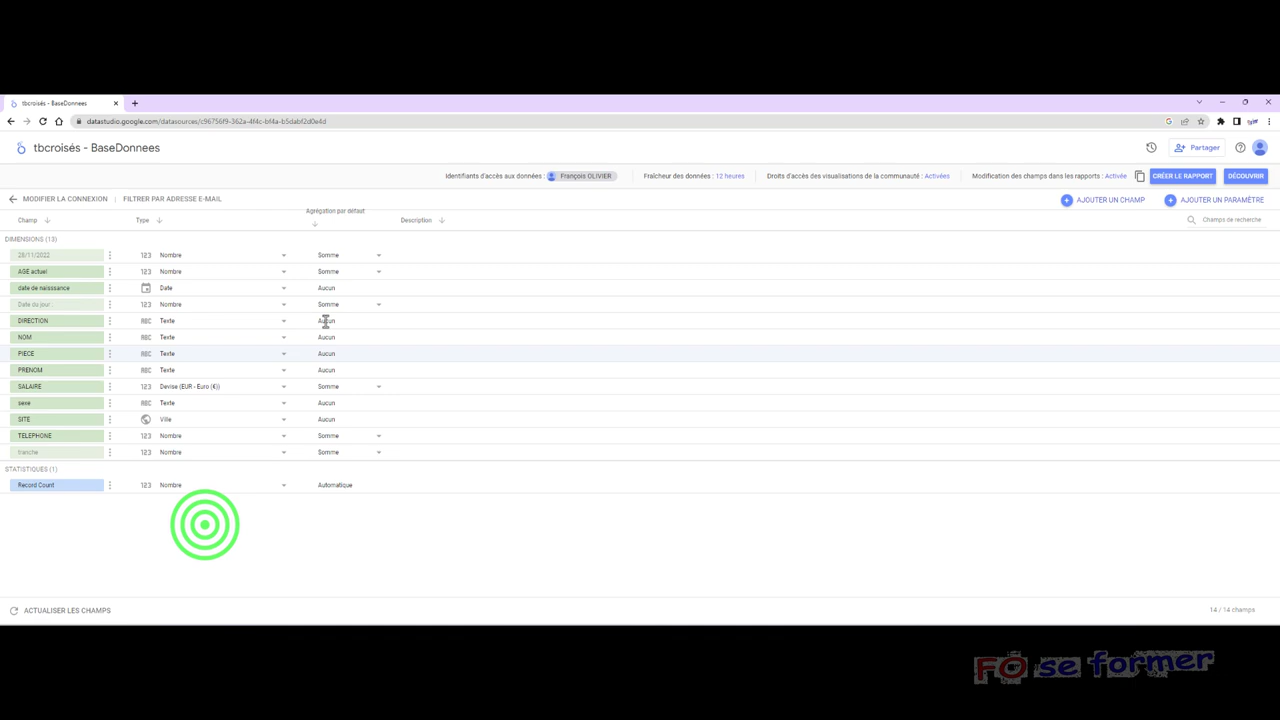 tbcroisés - BaseDonnees
datastudio.google.com/datasources/c96756f9-362a-4f4c-bf4a-b5dabf2d0e4d
tbcroisés - BaseDonnees
Partager
Identifiants d'accès aux données : François OLIVIER Fraîcheur des données : 12 heures Droits d'accès des visualisations de la communauté : Activées Modification des champs dans les rapports : Activée CRÉER LE RAPPORT DÉCOUVRIR
MODIFIER LA CONNEXION FILTRER PAR ADRESSE E-MAIL
AJOUTER UN CHAMP AJOUTER UN PARAMÈTRE
Champ Type Agrégation par défaut Description Champs de recherche
DIMENSIONS (13)
28/11/2022 123 Nombre Somme
AGE actuel 123 Nombre Somme
date de naisssance Date Aucun
Date du jour: 123 Nombre Somme
DIRECTION ABC Texte Aucun
NOM ABC Texte Aucun
PIECE ABC Texte Aucun
PRENOM ABC Texte Aucun
SALAIRE 123 Devise (EUR - Euro (€)) Somme
sexe ABC Texte Aucun
SITE Ville Aucun
TELEPHONE 123 Nombre Somme
tranche 123 Nombre Somme
STATISTIQUES (1)
Record Count 123 Nombre Automatique
ACTUALISER LES CHAMPS
14 / 14 champs
FO se former